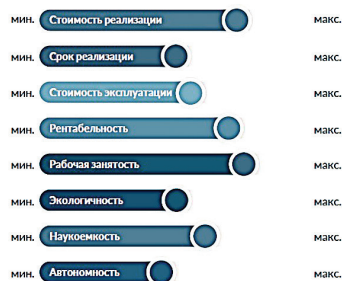 мин. Стоимость реализации макс.
мин. Срок реализации макс.
мин. Стоимость эксплуатации макс.
мин. Рентабельность макс.
мин. Рабочая занятость макс.
мин. Экологичность макс.
мин. Наукоемкость макс.
мин. Автономность макс.